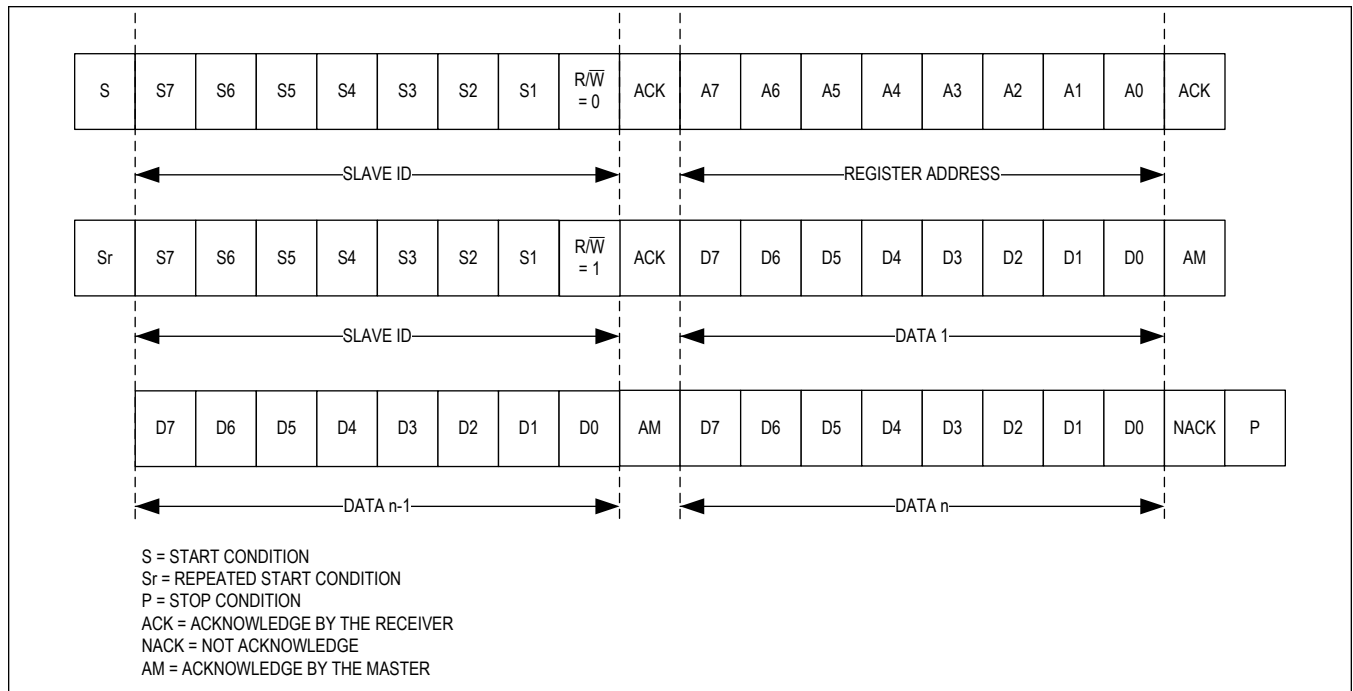 S S7 S6 S5 S4 S3 S2 S1 R/W̅ = 0 ACK A7 A6 A5 A4 A3 A2 A1 A0 ACK
SLAVE ID REGISTER ADDRESS
Sr S7 S6 S5 S4 S3 S2 S1 R/W̅ = 1 ACK D7 D6 D5 D4 D3 D2 D1 D0 AM
SLAVE ID DATA 1
D7 D6 D5 D4 D3 D2 D1 D0 AM D7 D6 D5 D4 D3 D2 D1 D0 NACK P
DATA n-1 DATA n
S = START CONDITION
Sr = REPEATED START CONDITION
P = STOP CONDITION
ACK = ACKNOWLEDGE BY THE RECEIVER
NACK = NOT ACKNOWLEDGE
AM = ACKNOWLEDGE BY THE MASTER